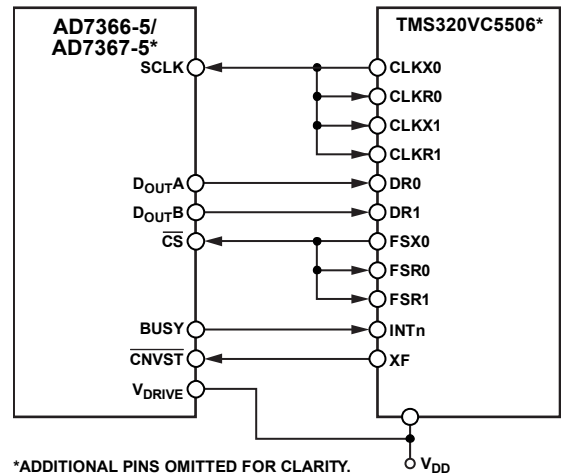 AD7366-5/
AD7367-5*
TMS320VC5506*
SCLK
CLKX0
CLKR0
CLKX1
CLKR1
DOUTA
DR0
DOUTB
DR1
CS
FSX0
FSR0
FSR1
BUSY
INTn
CNVST
XF
VDRIVE
*ADDITIONAL PINS OMITTED FOR CLARITY.
VDD